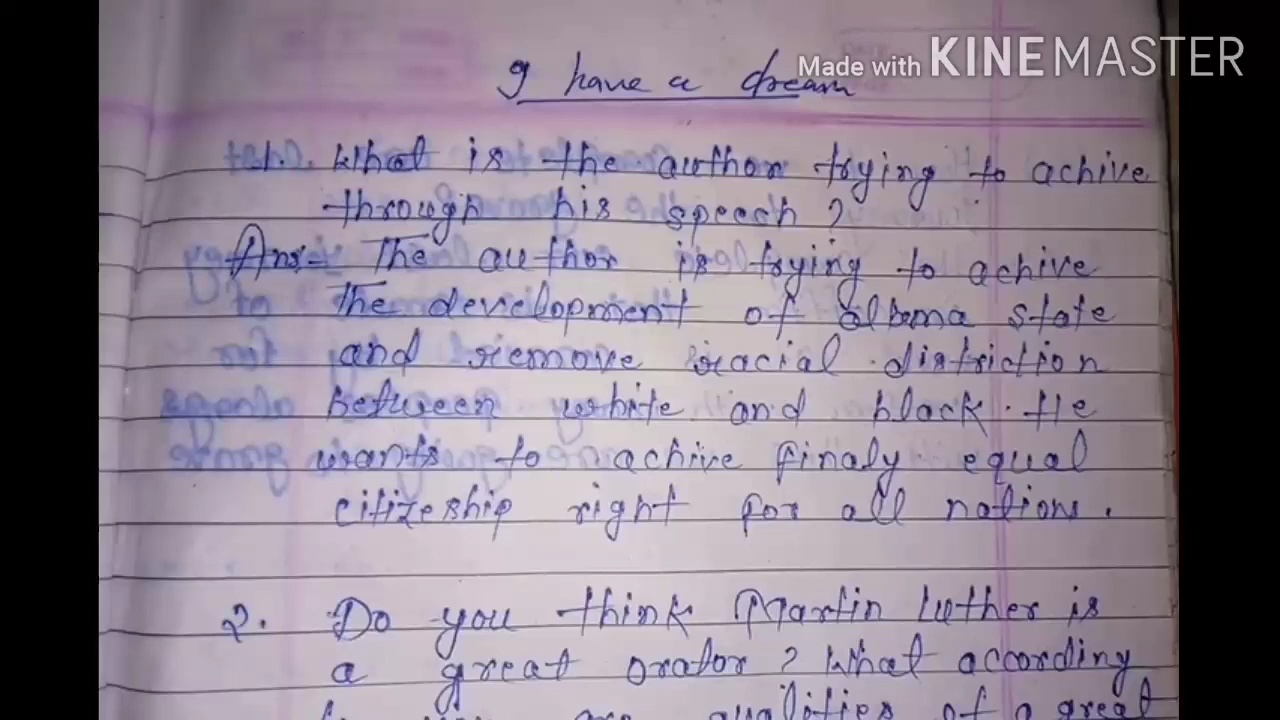 Made with KINEMASTER
I have a dream
1. What is the author trying to achive
through his speech ?
Ans- The author is trying to achive
The development of albama state
and remove racial distriction
between white and black. He
wants to achive finaly equal
citizeship right for all nations.
2. Do you think Martin Luther is
a great orator ? What according
qualities of a great